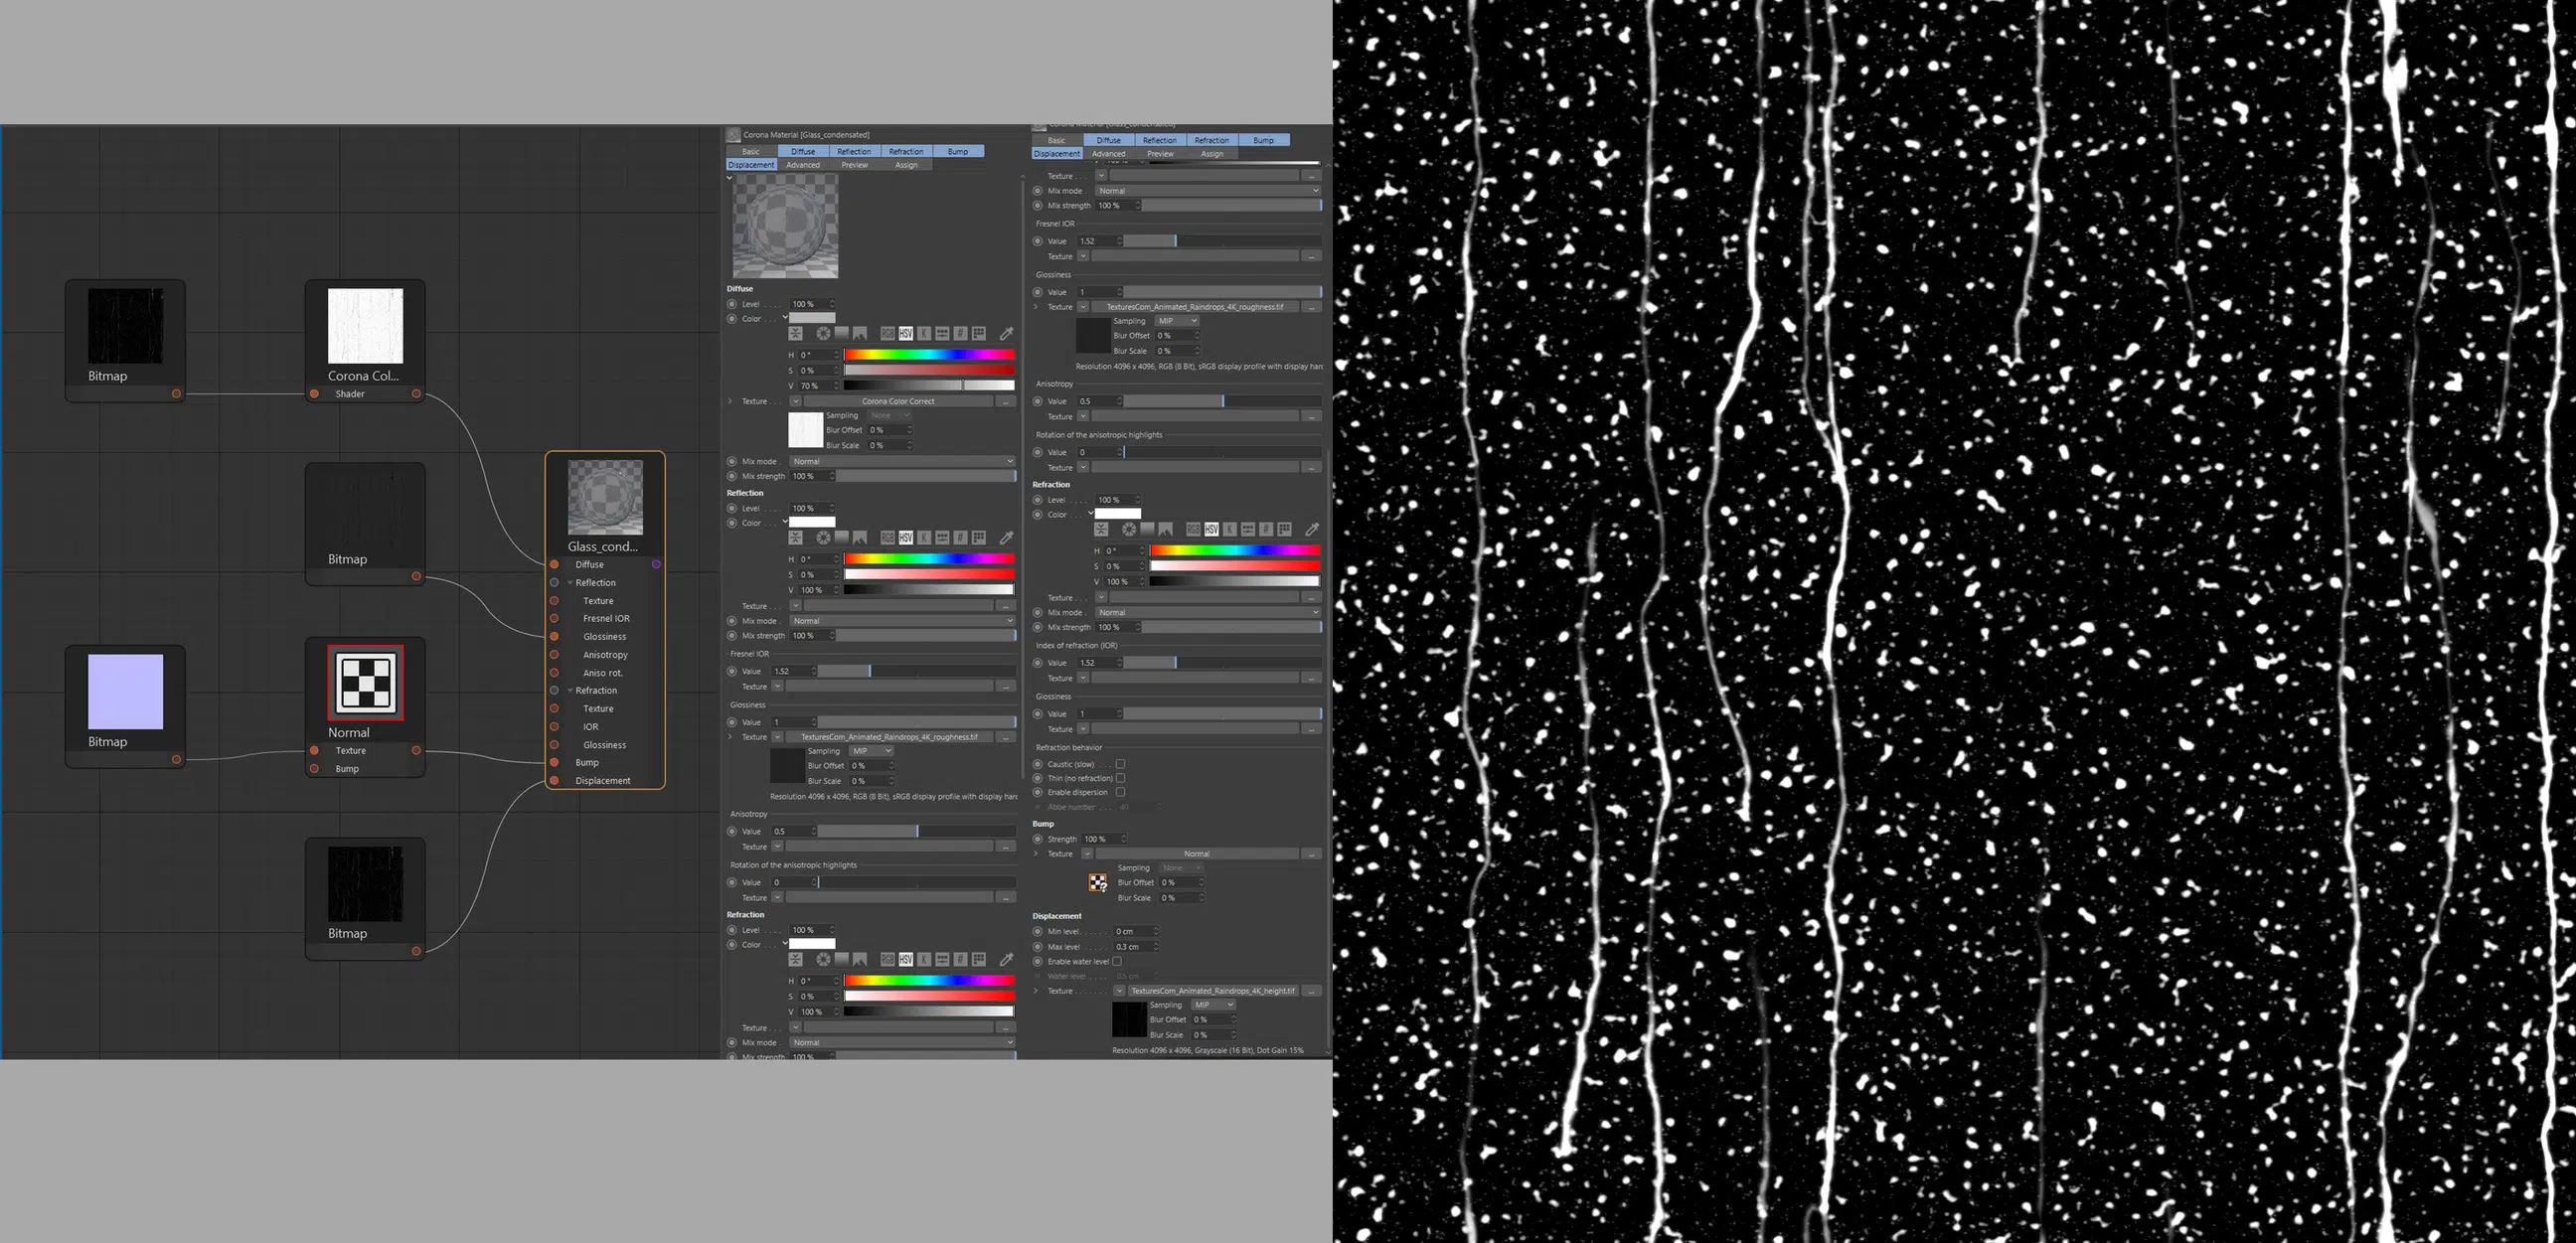 Bitmap
Corona Col...
Shader
Bitmap
Glass_cond...
Diffuse
Reflection
Texture
Fresnel IOR
Glossiness
Anisotropy
Aniso rot.
Refraction
Texture
IOR
Glossiness
Bump
Displacement
Bitmap
Normal
Texture
Bump
Bitmap
Corona Material [Glass_condensated]
Basic Diffuse Reflection Refraction Bump
Displacement Advanced Preview Assign
Diffuse
Level . . . . 100 %
Color . . .
RGB HSV K #
H 0 °
S 0 %
V 70 %
Texture . . . Corona Color Correct ...
Sampling None
Blur Offset 0 %
Blur Scale 0 %
Mix mode . Normal
Mix strength 100 %
Reflection
Level . . . . 100 %
Color . . .
RGB HSV K #
H 0 °
S 0 %
V 100 %
Texture . . . ...
Mix mode . Normal
Mix strength 100 %
Fresnel IOR
Value 1.52
Texture ...
Glossiness
Value 1
Texture TexturesCom_Animated_Raindrops_4K_roughness.tif ...
Sampling MIP
Blur Offset 0 %
Blur Scale 0 %
Resolution 4096 x 4096, RGB (8 Bit), sRGB display profile with display hard
Anisotropy
Value 0.5
Texture ...
Rotation of the anisotropic highlights
Value 0
Texture ...
Refraction
Level . . . . 100 %
Color . . .
RGB HSV K #
H 0 °
S 0 %
V 100 %
Texture . . . ...
Mix mode . Normal
Mix strength 100 %
Corona Material [Glass_condensated]
Basic Diffuse Reflection Refraction Bump
Displacement Advanced Preview Assign
Texture . . . ...
Mix mode . Normal
Mix strength 100 %
Fresnel IOR
Value 1.52
Texture ...
Glossiness
Value 1
Texture TexturesCom_Animated_Raindrops_4K_roughness.tif ...
Sampling MIP
Blur Offset 0 %
Blur Scale 0 %
Resolution 4096 x 4096, RGB (8 Bit), sRGB display profile with display hard
Anisotropy
Value 0.5
Texture ...
Rotation of the anisotropic highlights
Value 0
Texture ...
Refraction
Level . . . . 100 %
Color . . .
RGB HSV K #
H 0 °
S 0 %
V 100 %
Texture . . . ...
Mix mode . Normal
Mix strength 100 %
Index of refraction (IOR)
Value 1.52
Texture ...
Glossiness
Value 1
Texture ...
Refraction behavior
Caustic (slow) . . .
Thin (no refraction)
Enable dispersion
Abbe number . . . 40
Bump
Strength 100 %
Texture Normal ...
Sampling None
Blur Offset 0 %
Blur Scale 0 %
Displacement
Min level. . . . . 0 cm
Max level . . . . 0.3 cm
Enable water level
Water level . . . . 0.5 cm
Texture . . . . . . TexturesCom_Animated_Raindrops_4K_height.tif ...
Sampling MIP
Blur Offset 0 %
Blur Scale 0 %
Resolution 4096 x 4096, Grayscale (16 Bit), Dot Gain 15%